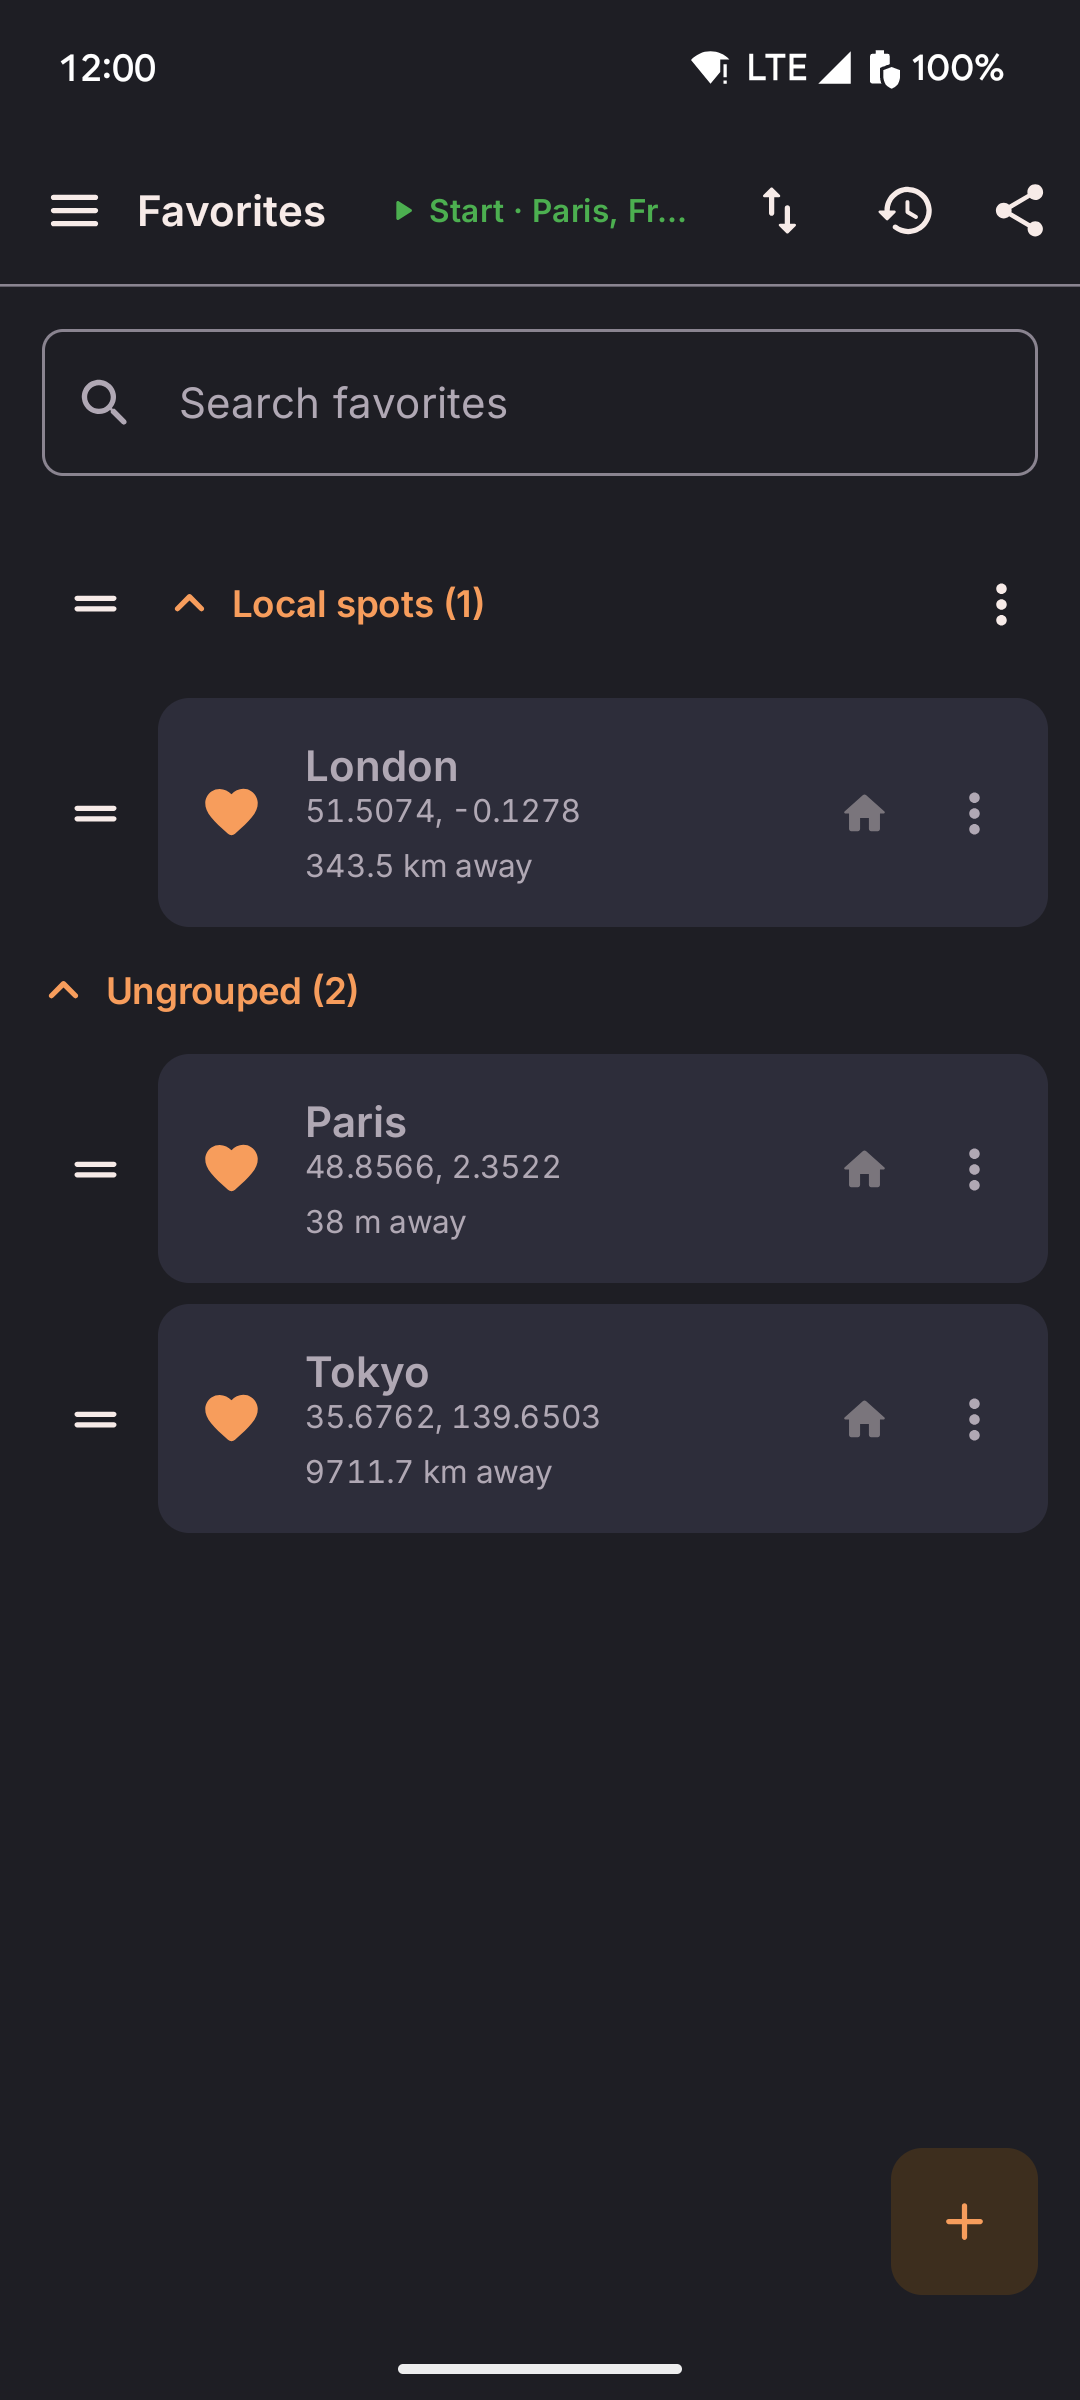 12:00
LTE 100%
Favorites
Start · Paris, Fr...
Search favorites
Local spots (1)
London
51.5074, -0.1278
343.5 km away
Ungrouped (2)
Paris
48.8566, 2.3522
38 m away
Tokyo
35.6762, 139.6503
9711.7 km away